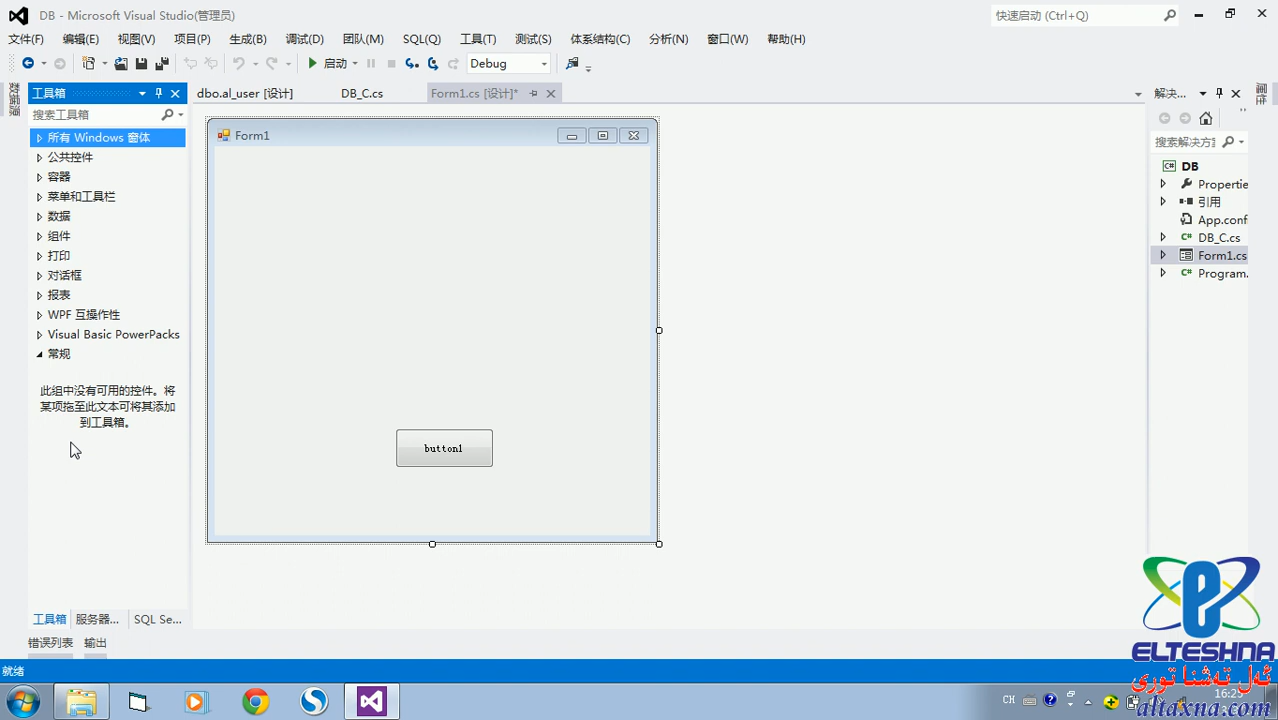 DB - Microsoft Visual Studio(管理员)
快速启动 (Ctrl+Q)
文件(F) 编辑(E) 视图(V) 项目(P) 生成(B) 调试(D) 团队(M) SQL(Q) 工具(T) 测试(S) 体系结构(C) 分析(N) 窗口(W) 帮助(H)
启动 Debug
工具箱
dbo.al_user [设计] DB_C.cs Form1.cs [设计]*
解决...
搜索工具箱
所有 Windows 窗体
公共控件
容器
菜单和工具栏
数据
组件
打印
对话框
报表
WPF 互操作性
Visual Basic PowerPacks
常规
此组中没有可用的控件。将
某项拖至此文本可将其添加
到工具箱。
Form1
button1
搜索解决方
DB
Propertie
引用
App.conf
DB_C.cs
Form1.cs
Program.
工具箱 服务器... SQL Se...
错误列表 输出
就绪
ELTESHNA
ئەل تەشنا تورى
altaxna.com
CH
16:25